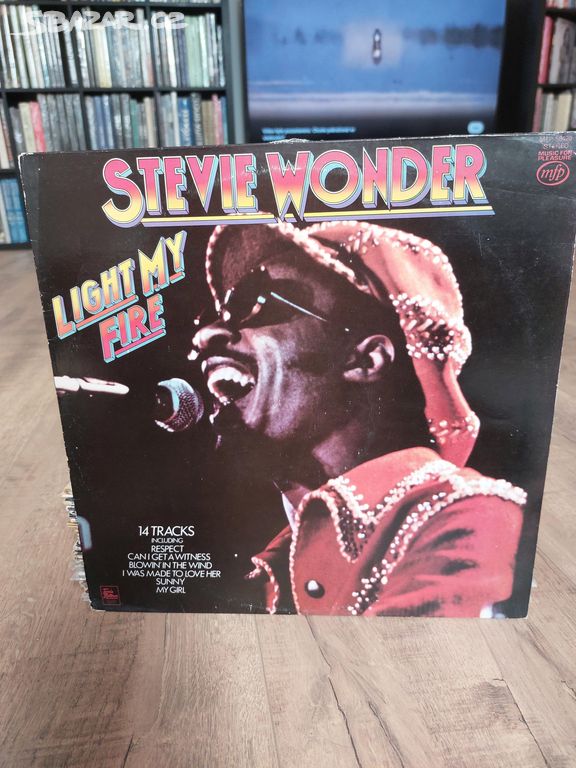 SBAZAR.CZ
STEREO
MUSIC FOR
PLEASURE
mfp
STEVIE WONDER
LIGHT MY
FIRE
14 TRACKS
INCLUDING
RESPECT
CAN I GET A WITNESS
BLOWIN IN THE WIND
I WAS MADE TO LOVE HER
SUNNY
MY GIRL